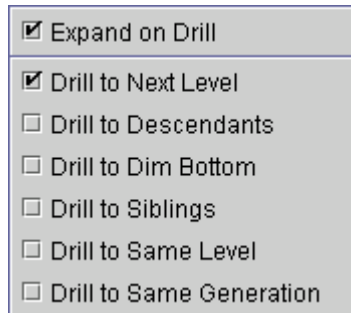 Expand on Drill
Drill to Next Level
Drill to Descendants
Drill to Dim Bottom
Drill to Siblings
Drill to Same Level
Drill to Same Generation